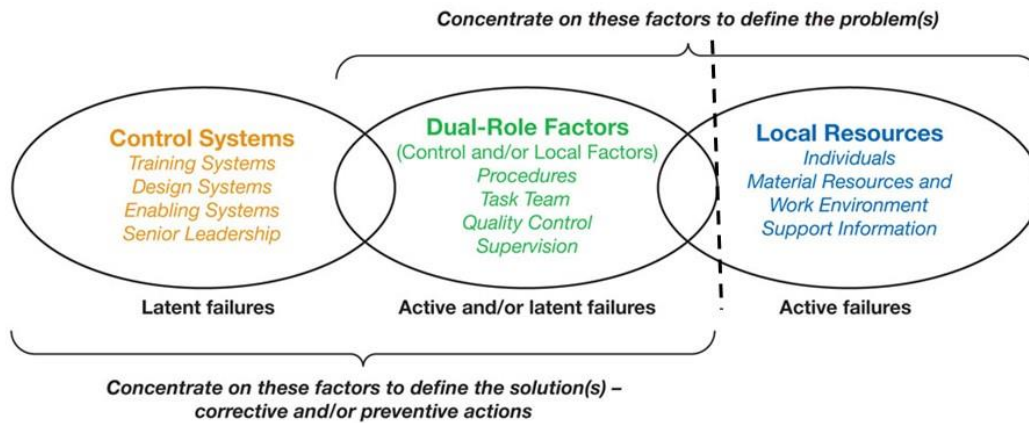 Concentrate on these factors to define the problem(s)
Control Systems
Training Systems
Design Systems
Enabling Systems
Senior Leadership
Dual-Role Factors
(Control and/or Local Factors)
Procedures
Task Team
Quality Control
Supervision
Local Resources
Individuals
Material Resources and
Work Environment
Support Information
Latent failures
Active and/or latent failures
Active failures
Concentrate on these factors to define the solution(s) –
corrective and/or preventive actions